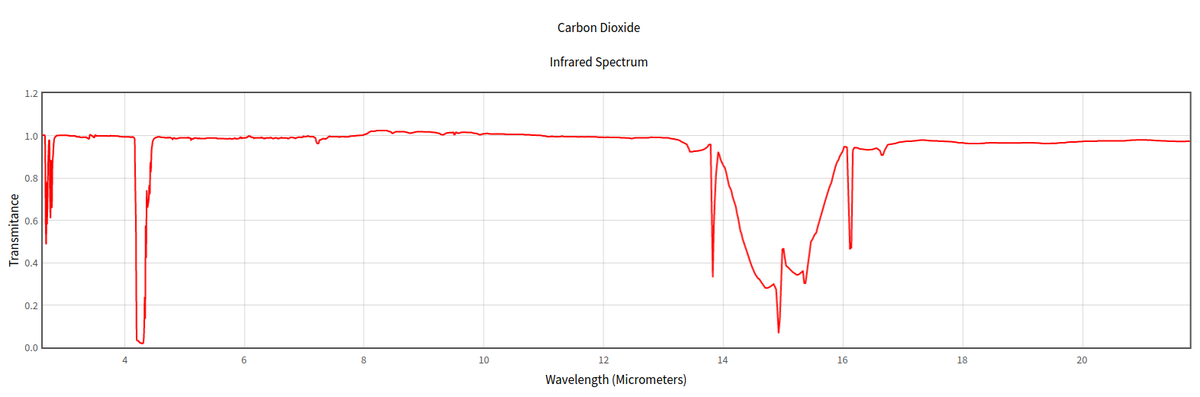 Carbon Dioxide
Infrared Spectrum
1.2
1.0
0.8
0.6
0.4
0.2
0.0
Transmitance
4 6 8 10 12 14 16 18 20
Wavelength (Micrometers)